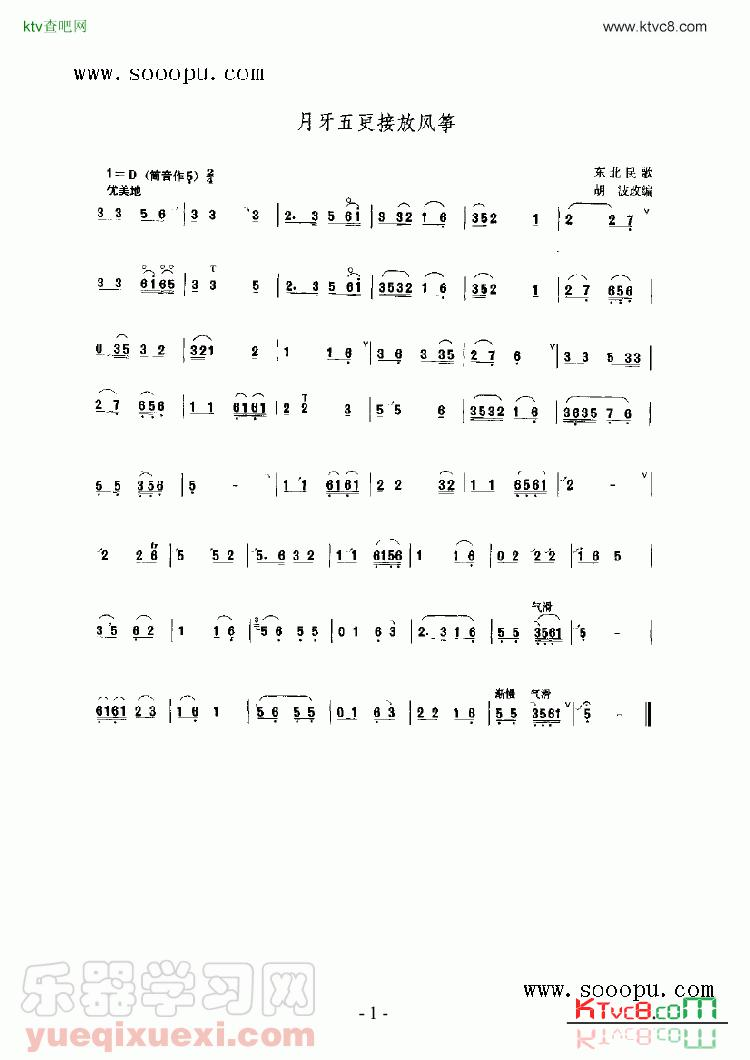 ktv查吧网 www.ktvc8.com
www.sooopu.com
月牙五更接放风筝
1=D (筒音作5) 2/4 东北民歌
优美地 胡 改编
3 3 5 6 | 3 3 3 | 2. 3 5 6 1 | 3 3 2 1 6 | 3 5 2 1 | 2 2 7 ∨
3 3 6165 | 3 3 5 | 2. 3 5 61 | 3532 1 6 | 352 1 | 2 7 656 |
35 3 2 | 321 2 | 1 1 6 ∨ | 3 6 3 35 | 2 7 6 ∨ | 3 3 5 33 |
2 7 656 | 1 1 6161 | 2 2 3 | 5 5 6 | 3532 1 6 | 3635 7 6 |
5 5 356 | 5 - | 1 1 6161 | 2 2 32 | 1 1 6561 | 2 - ∨
2 2 6 | 5 5 2 | 5. 6 3 2 | 1 1 6156 | 1 1 6 | 0 2 2 2 | 1 6 5 |
气滑
3 5 6 2 | 1 1 6 | 5 6 5 5 | 0 1 6 3 | 2. 3 1 6 | 5 5 3561 | 5 - |
渐慢 气滑
6161 2 3 | 1 6 1 | 5 6 5 5 | 0 1 6 3 | 2 2 1 6 | 5 5 3561 ∨ | 5 - ‖
乐器学习网
yueqixuexi.com
www.sooopu.com
- 1 -
KTvc8.com